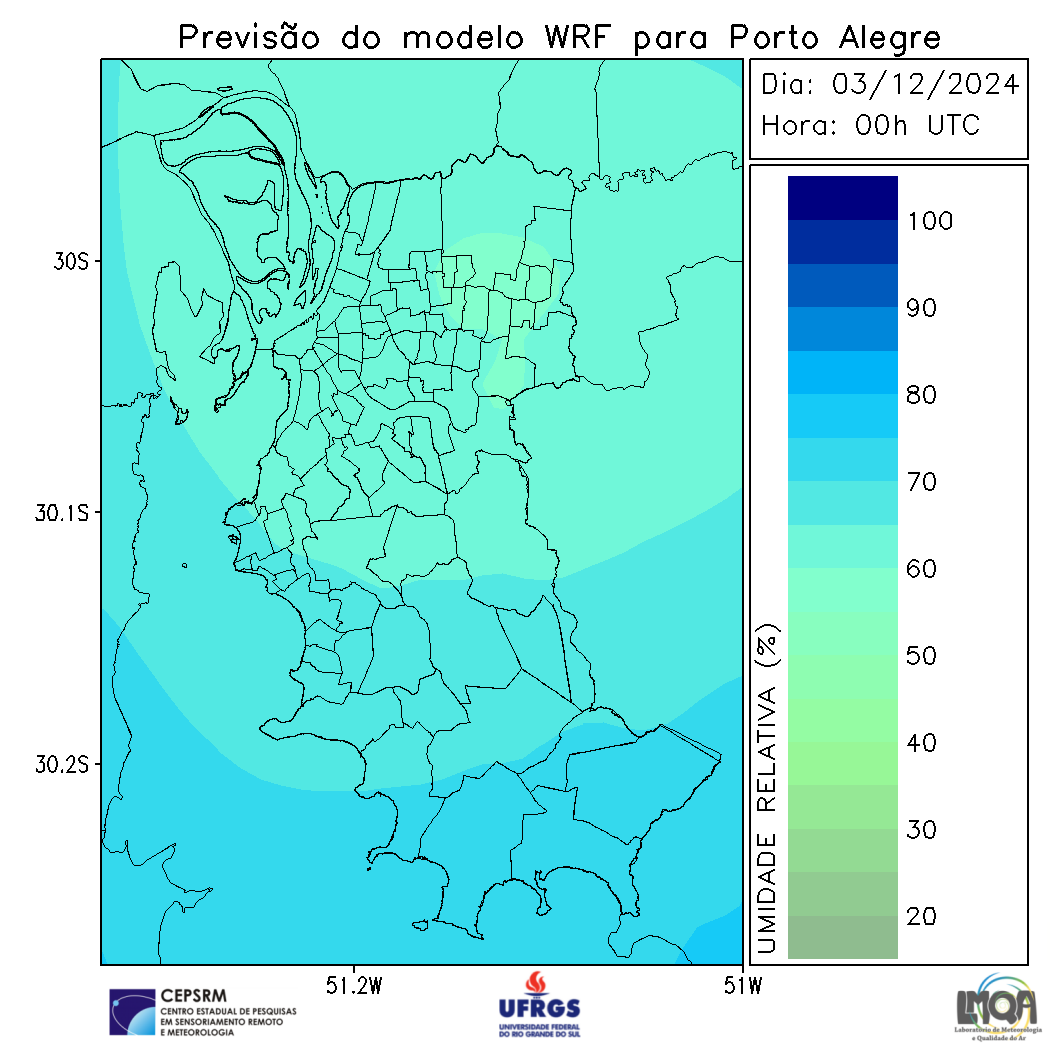 Previsão do modelo WRF para Porto Alegre
Dia: 03/12/2024
Hora: 00h UTC
30S
30.1S
30.2S
51.2W
51W
100
90
80
70
60
50
40
30
20
UMIDADE RELATIVA (%)
CEPSRM
CENTRO ESTADUAL DE PESQUISAS
EM SENSORIAMENTO REMOTO
E METEOROLOGIA
UFRGS
UNIVERSIDADE FEDERAL
DO RIO GRANDE DO SUL
LMQA
Laboratório de Meteorologia
e Qualidade do Ar